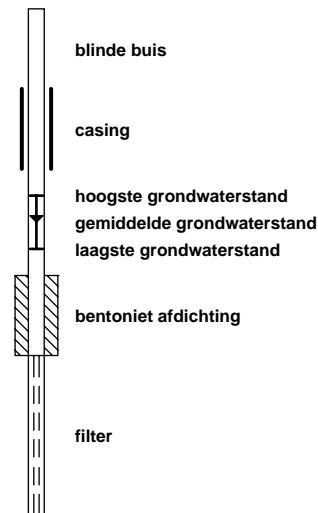 blinde buis
casing
hoogste grondwaterstand
gemiddelde grondwaterstand
laagste grondwaterstand
bentoniet afdichting
filter